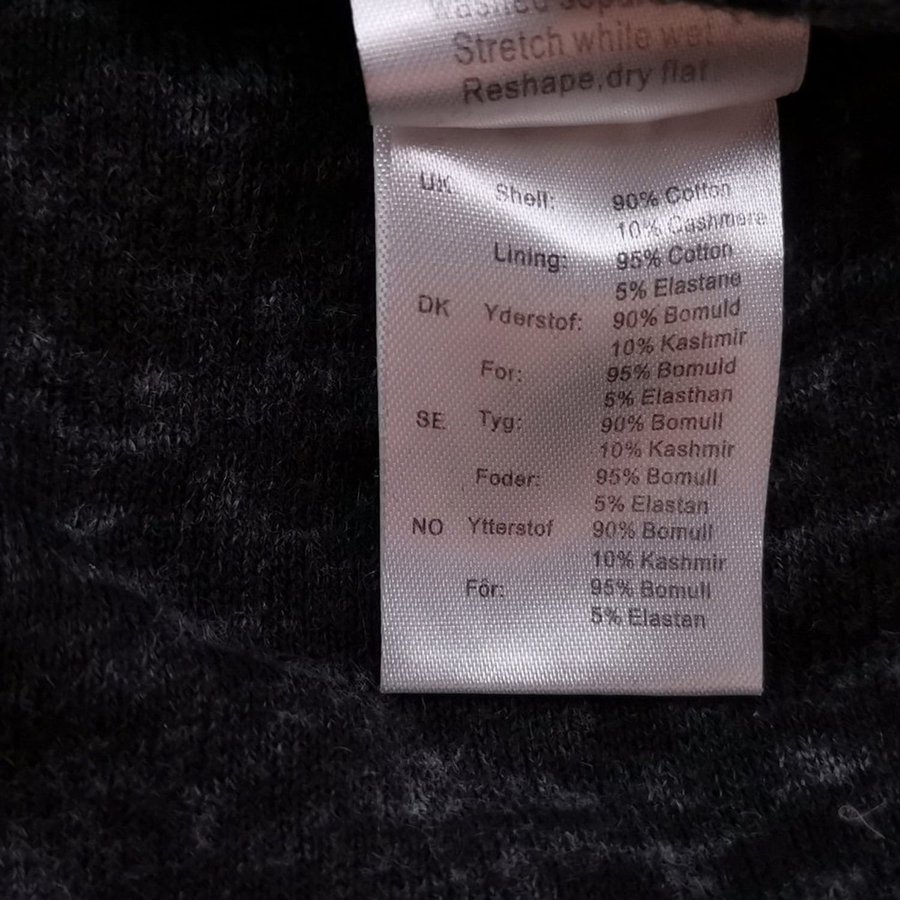 Stretch while wet
Reshape,dry flat
UK Shell: 90% Cotton
10% Cashmere
Lining: 95% Cotton
5% Elastane
DK Yderstof: 90% Bomuld
10% Kashmir
For: 95% Bomuld
5% Elasthan
SE Tyg: 90% Bomull
10% Kashmir
Foder: 95% Bomull
5% Elastan
NO Ytterstof 90% Bomull
10% Kashmir
Fôr: 95% Bomull
5% Elastan